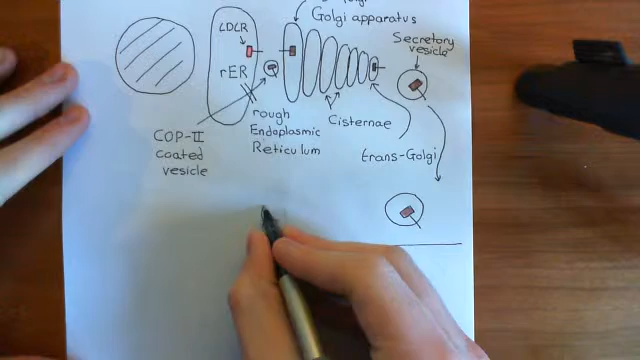 Golgi apparatus
LDLR
rER
Secretory
vesicle
rough
Endoplasmic
Reticulum
Cisternae
trans-Golgi
COP-II
coated
vesicle